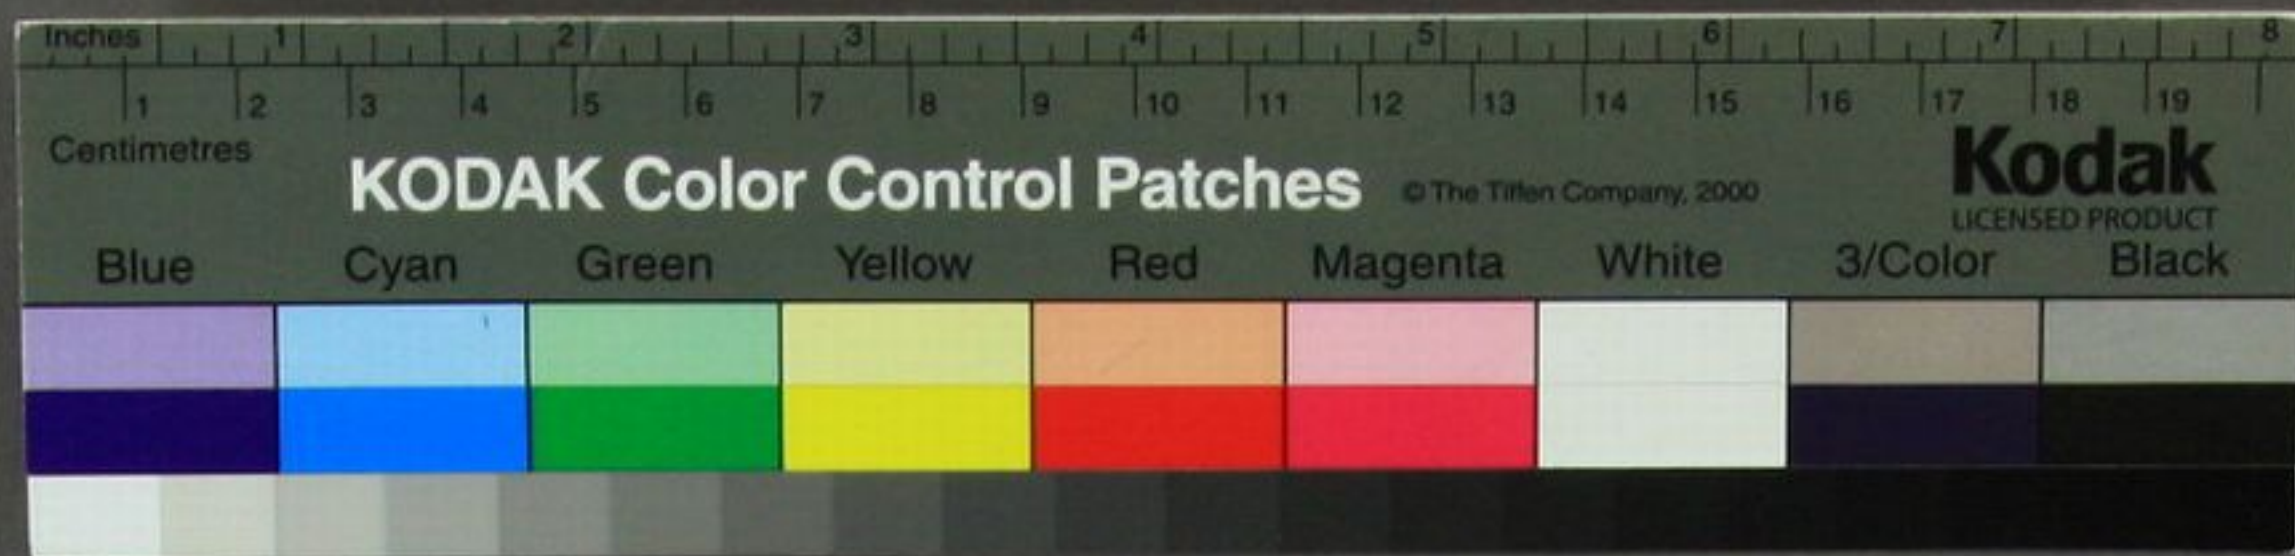 Inches 1 2 3 4 5 6 7 8
1 2 3 4 5 6 7 8 9 10 11 12 13 14 15 16 17 18 19
Centimetres
KODAK Color Control Patches © The Tiffen Company, 2000 Kodak
LICENSED PRODUCT
Blue Cyan Green Yellow Red Magenta White 3/Color Black